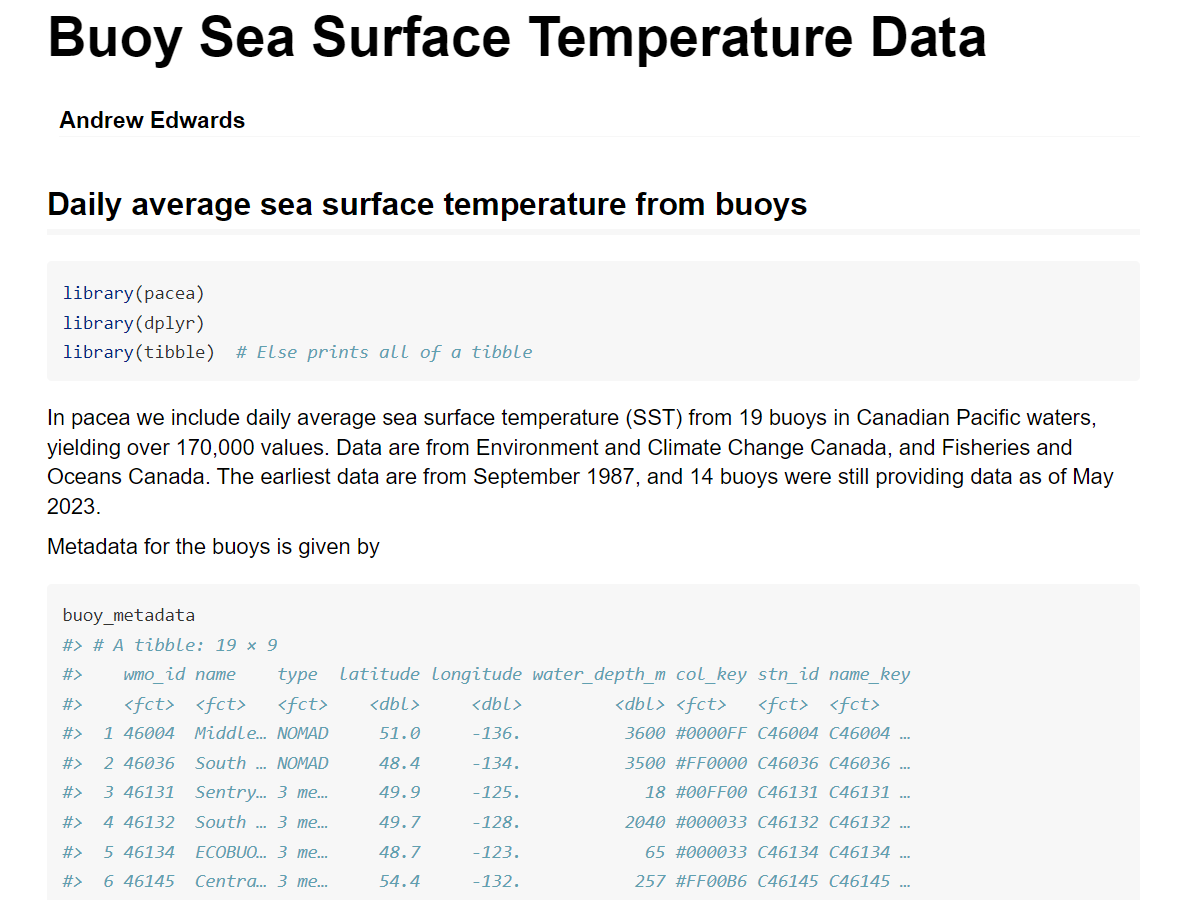 Buoy Sea Surface Temperature Data
Andrew Edwards
Daily average sea surface temperature from buoys
library(pacea)
library(dplyr)
library(tibble)  # Else prints all of a tibble
In pacea we include daily average sea surface temperature (SST) from 19 buoys in Canadian Pacific waters,
yielding over 170,000 values. Data are from Environment and Climate Change Canada, and Fisheries and
Oceans Canada. The earliest data are from September 1987, and 14 buoys were still providing data as of May
2023.
Metadata for the buoys is given by
buoy_metadata
#> # A tibble: 19 × 9
#>    wmo_id name    type  latitude longitude water_depth_m col_key stn_id name_key
#>    <fct>  <fct>   <fct>    <dbl>     <dbl>         <dbl> <fct>   <fct>  <fct>
#>  1 46004  Middle… NOMAD     51.0     -136.          3600 #0000FF C46004 C46004 …
#>  2 46036  South … NOMAD     48.4     -134.          3500 #FF0000 C46036 C46036 …
#>  3 46131  Sentry… 3 me…     49.9     -125.            18 #00FF00 C46131 C46131 …
#>  4 46132  South … 3 me…     49.7     -128.          2040 #000033 C46132 C46132 …
#>  5 46134  ECOBUO… 3 me…     48.7     -123.            65 #000033 C46134 C46134 …
#>  6 46145  Centra… 3 me…     54.4     -132.           257 #FF00B6 C46145 C46145 …